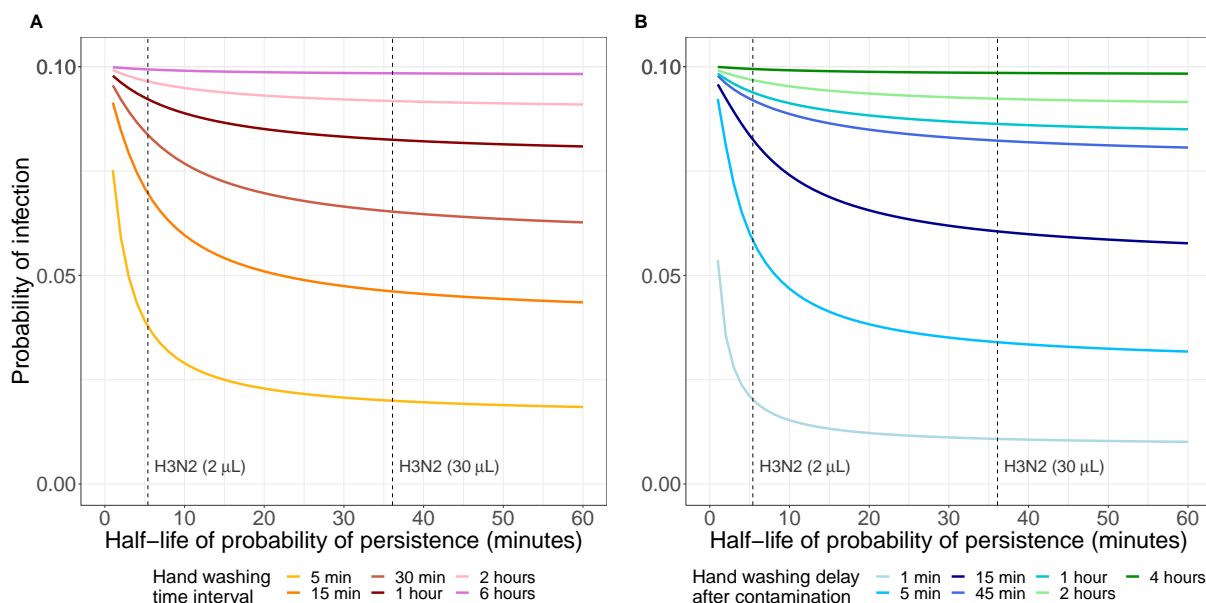 A
Probability of infection
0.10
0.05
0.00
H3N2 (2 μL)
H3N2 (30 μL)
0 10 20 30 40 50 60
Half−life of probability of persistence (minutes)
Hand washing
time interval
5 min 30 min 2 hours
15 min 1 hour 6 hours
B
0.10
0.05
0.00
H3N2 (2 μL)
H3N2 (30 μL)
0 10 20 30 40 50 60
Half−life of probability of persistence (minutes)
Hand washing delay
after contamination
1 min 15 min 1 hour 4 hours
5 min 45 min 2 hours